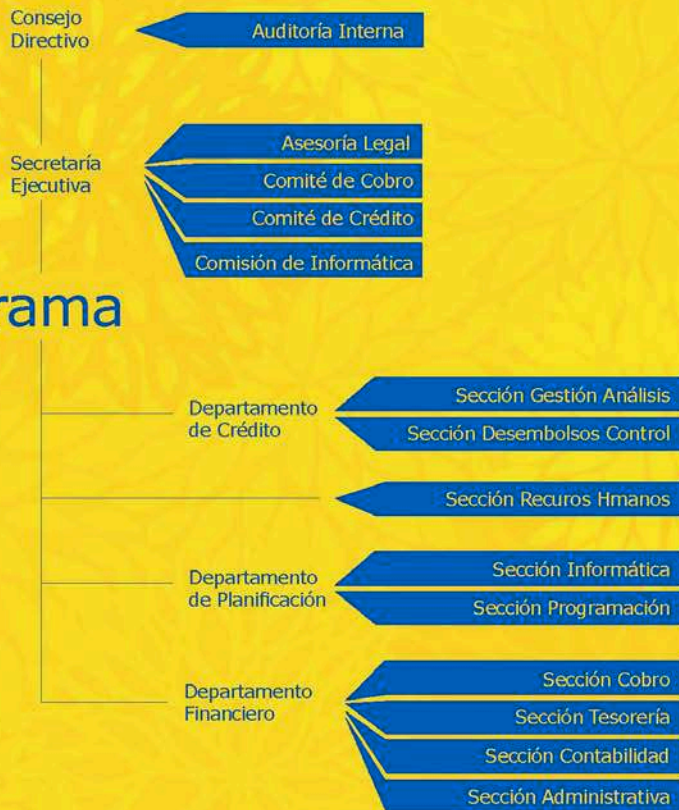 Consejo
Directivo
Auditoría Interna
Secretaría
Ejecutiva
Asesoría Legal
Comité de Cobro
Comité de Crédito
Comisión de Informática
rama
Departamento
de Crédito
Sección Gestión Análisis
Sección Desembolsos Control
Sección Recuros Hmanos
Departamento
de Planificación
Sección Informática
Sección Programación
Departamento
Financiero
Sección Cobro
Sección Tesorería
Sección Contabilidad
Sección Administrativa